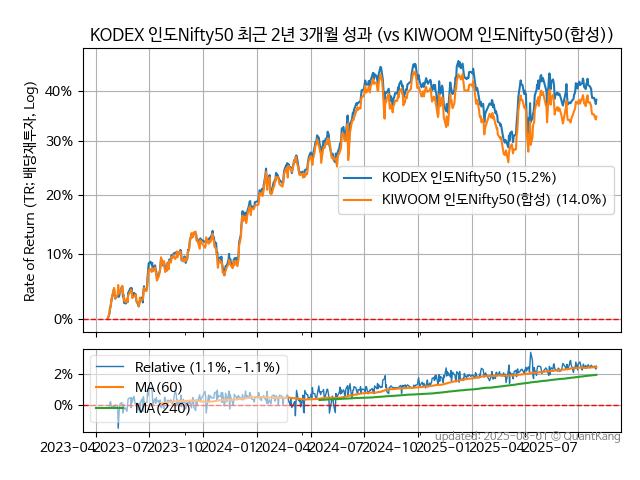 KODEX 인도Nifty50 최근 2년 3개월 성과 (vs KIWOOM 인도Nifty50(합성))
Rate of Return (TR: 배당재투자, Log)
40%
30%
20%
10%
0%
KODEX 인도Nifty50 (15.2%)
KIWOOM 인도Nifty50(합성) (14.0%)
2%
0%
Relative (1.1%, -1.1%)
MA(60)
MA(240)
updated: 2025-08-01 © QuantKang
2023-04 2023-07 2023-10 2024-01 2024-04 2024-07 2024-10 2025-01 2025-04 2025-07